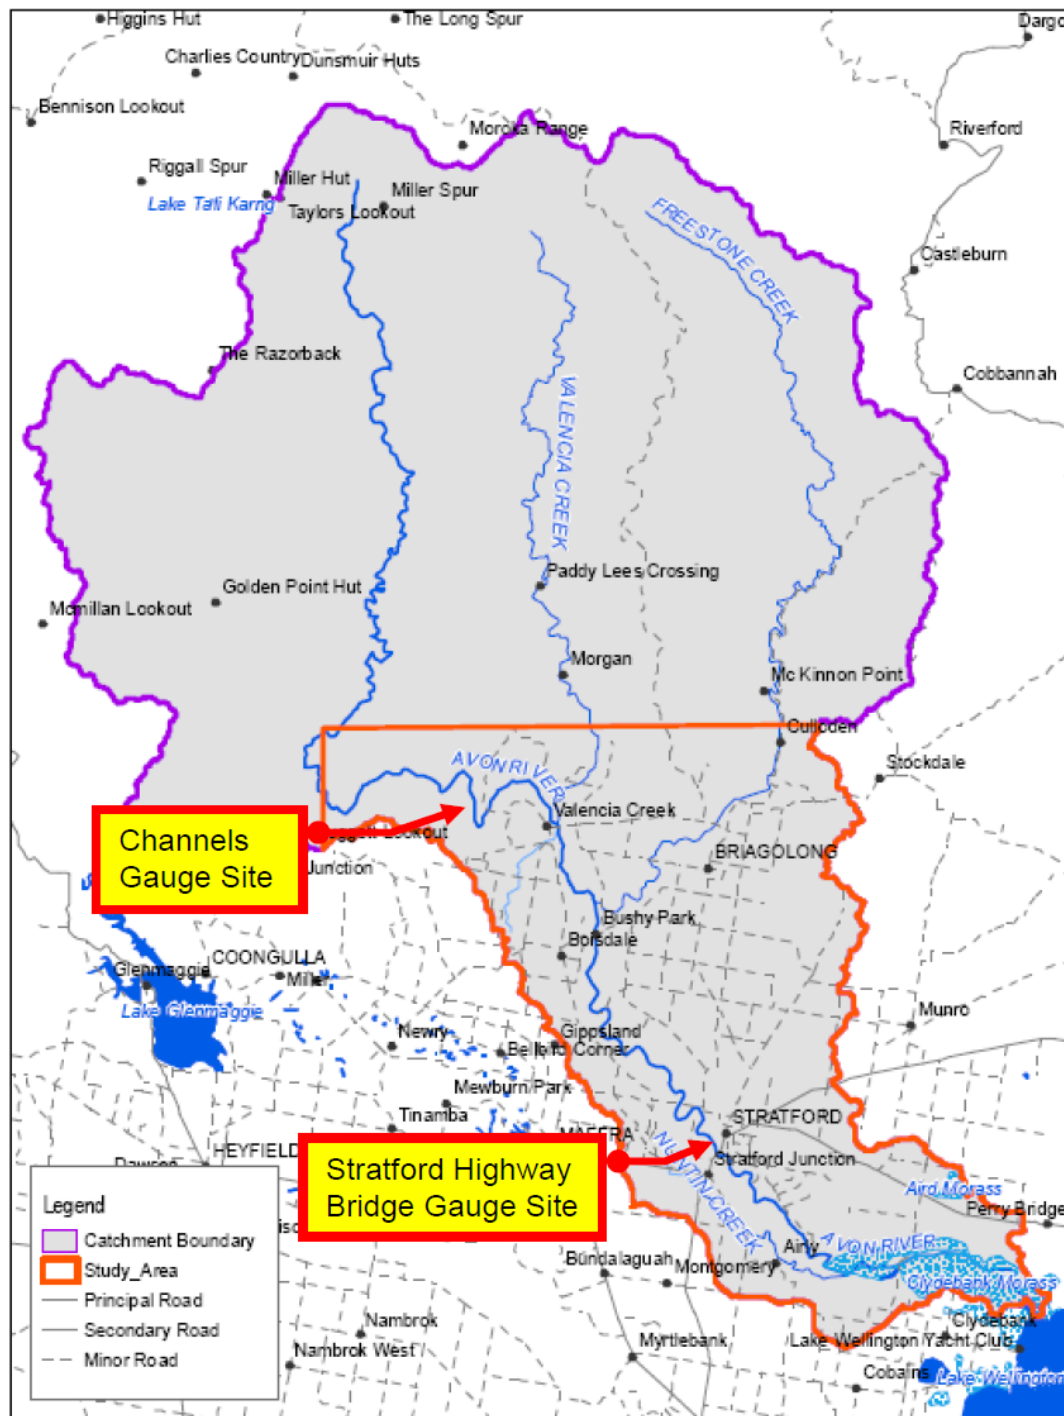 Higgins Hut
The Long Spur
Dargo
Charlies Country
Dunsmuir Huts
Bennison Lookout
Moroka Range
Riverford
Riggall Spur
Miller Hut
Miller Spur
Lake Tali Karng
Taylors Lookout
FREESTONE CREEK
Castleburn
The Razorback
Cobbannah
VALENCIA CREEK
Paddy Lees Crossing
Golden Point Hut
Mcmillan Lookout
Morgan
Mc Kinnon Point
Culloden
AVON RIVER
Stockdale
Channels
Gauge Site
Lookout
Valencia Creek
BRIAGOLONG
Junction
Bushy Park
Boisdale
COONGULLA
Glenmaggie
Miller
Lake Glenmaggie
Munro
Newry
Gippsland
Bellbird Corner
Mewburn Park
Tinamba
STRATFORD
MAFFRA
HEYFIELD
Stratford Highway
Bridge Gauge Site
NUNTIN CREEK
Stratford Junction
Dawson
Aird Morass
Perry Bridge
Legend
Catchment Boundary
Study_Area
Principal Road
Secondary Road
Minor Road
Airly
AVON RIVER
Bundalaguah
Montgomery
Clydebank Morass
Nambrok
Clydebank
Myrtlebank
Lake Wellington Yacht Club
Nambrok West
Cobains
Lake Wellington